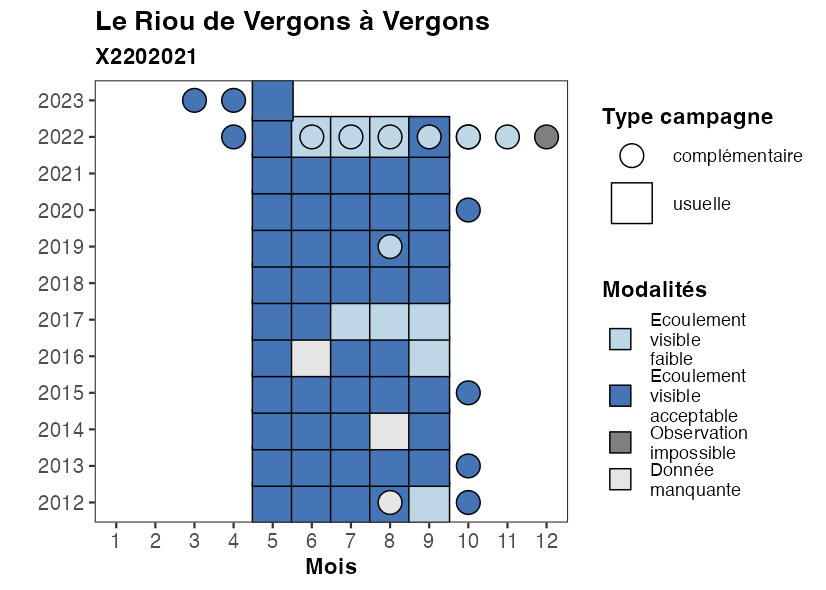 Le Riou de Vergons à Vergons
X2202021
2023
2022
2021
2020
2019
2018
2017
2016
2015
2014
2013
2012
1 2 3 4 5 6 7 8 9 10 11 12
Mois
Type campagne
complémentaire
usuelle
Modalités
Ecoulement
visible
faible
Ecoulement
visible
acceptable
Observation
impossible
Donnée
manquante